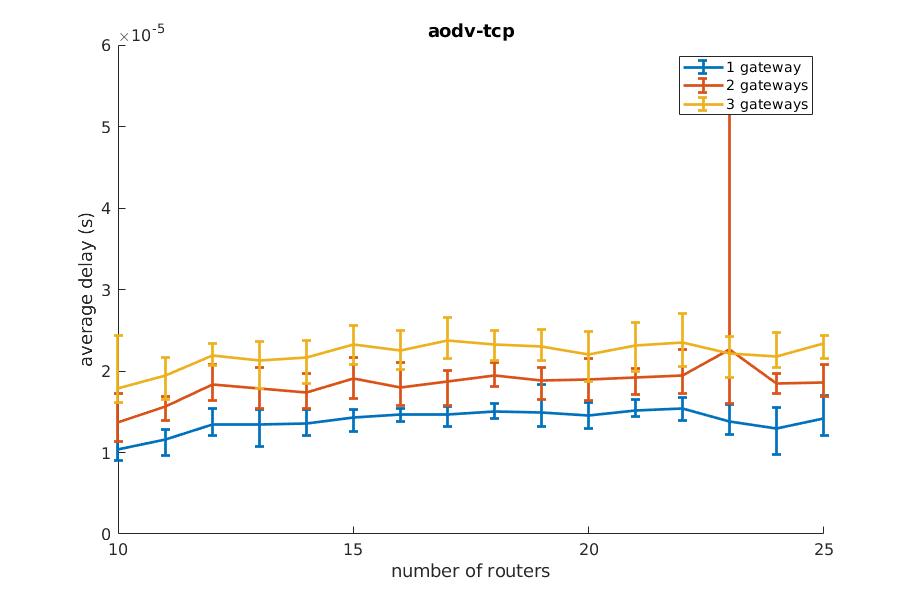 aodv-tcp
×10-5
6
5
4
3
2
1
0
average delay (s)
1 gateway
2 gateways
3 gateways
10
15
20
25
number of routers